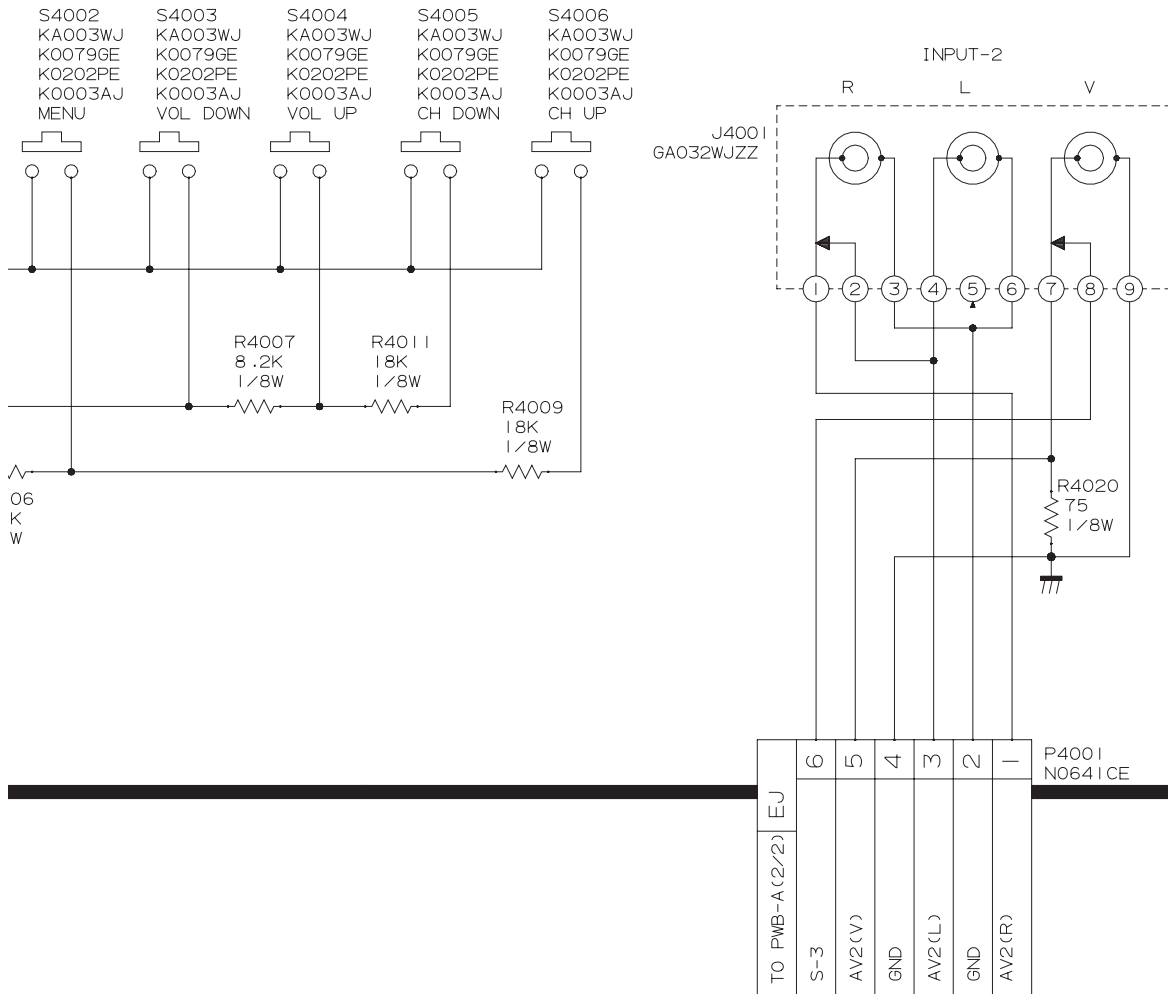 S4002
KA003WJ
K0079GE
K0202PE
K0003AJ
MENU
S4003
KA003WJ
K0079GE
K0202PE
K0003AJ
VOL DOWN
S4004
KA003WJ
K0079GE
K0202PE
K0003AJ
VOL UP
S4005
KA003WJ
K0079GE
K0202PE
K0003AJ
CH DOWN
S4006
KA003WJ
K0079GE
K0202PE
K0003AJ
CH UP
INPUT-2
R L V
J4001
GA032WJZZ
1 2 3 4 5 6 7 8 9
R4007
8.2K
1/8W
R4011
18K
1/8W
R4009
18K
1/8W
06
K
W
R4020
75
1/8W
P4001
N0641CE
EJ
6 5 4 3 2 1
TO PWB-A(2/2)
S-3
AV2(V)
GND
AV2(L)
GND
AV2(R)